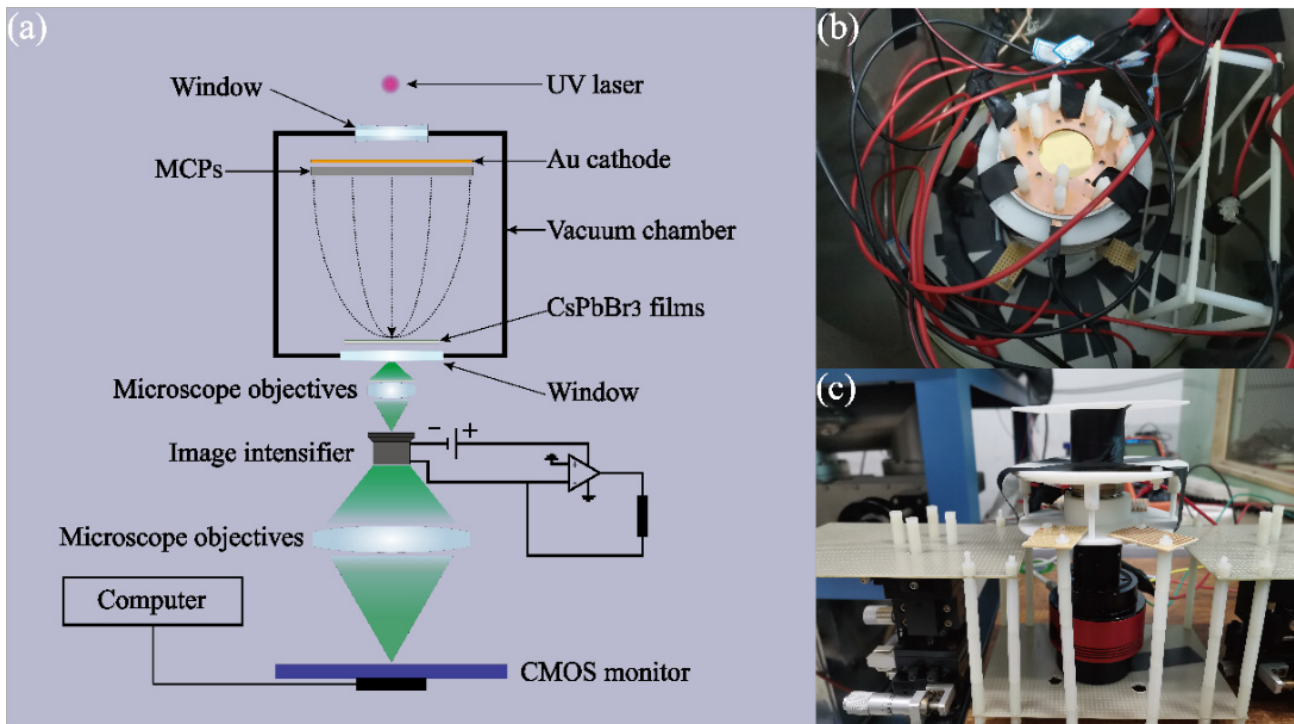 (a)
Window
UV laser
MCPs
Au cathode
Vacuum chamber
CsPbBr3 films
Microscope objectives
Window
Image intensifier
− +
+
-
Microscope objectives
Computer
CMOS monitor
(b)
(c)